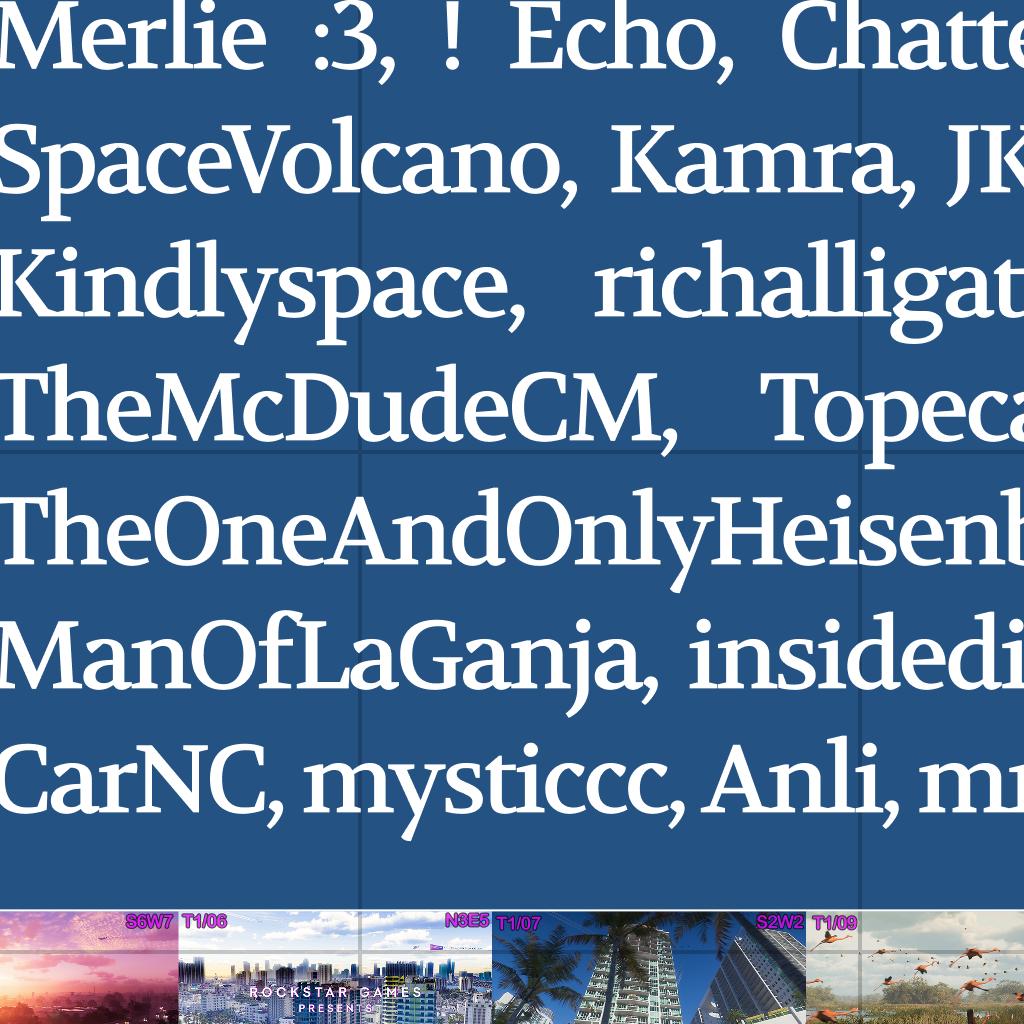 Merlie :3, ! Echo, Chatte
SpaceVolcano, Kamra, JK
Kindlyspace, richalligat
TheMcDudeCM, Topeca
TheOneAndOnlyHeisenb
ManOfLaGanja, insidedi
CarNC, mysticcc, Anli, mr
S6W7 T1/06 N3E5 T1/07 S2W2 T1/09
ROCKSTAR GAMES
PRESENTS